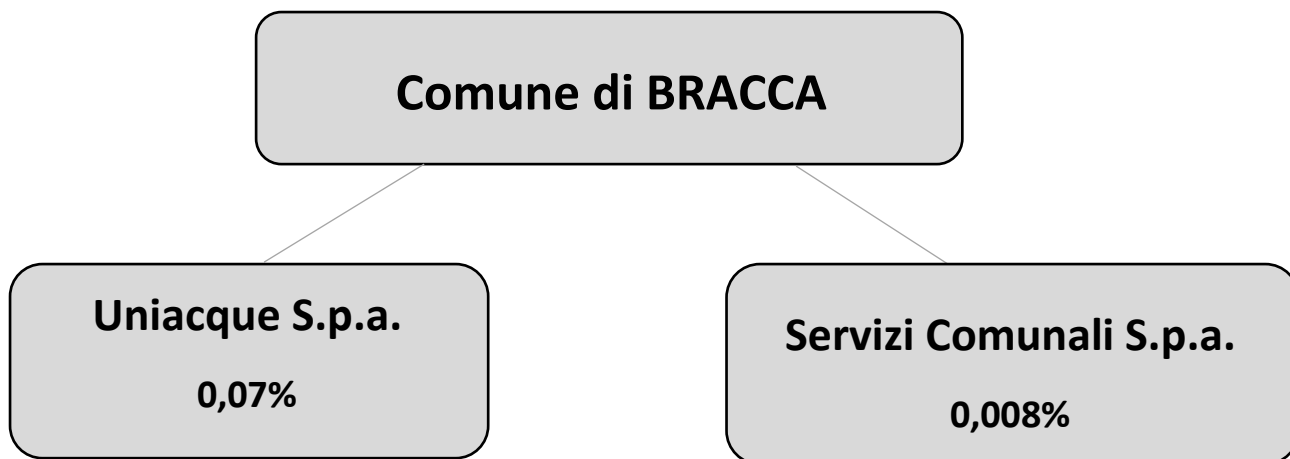 Comune di BRACCA
Uniacque S.p.a.
0,07%
Servizi Comunali S.p.a.
0,008%